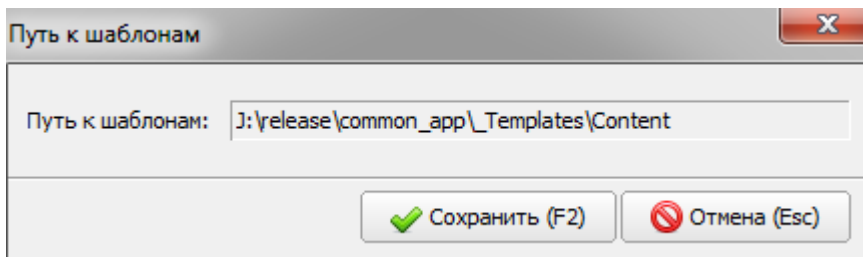 Путь к шаблонам
Путь к шаблонам: J:\release\common_app\_Templates\Content
Сохранить (F2) Отмена (Esc)